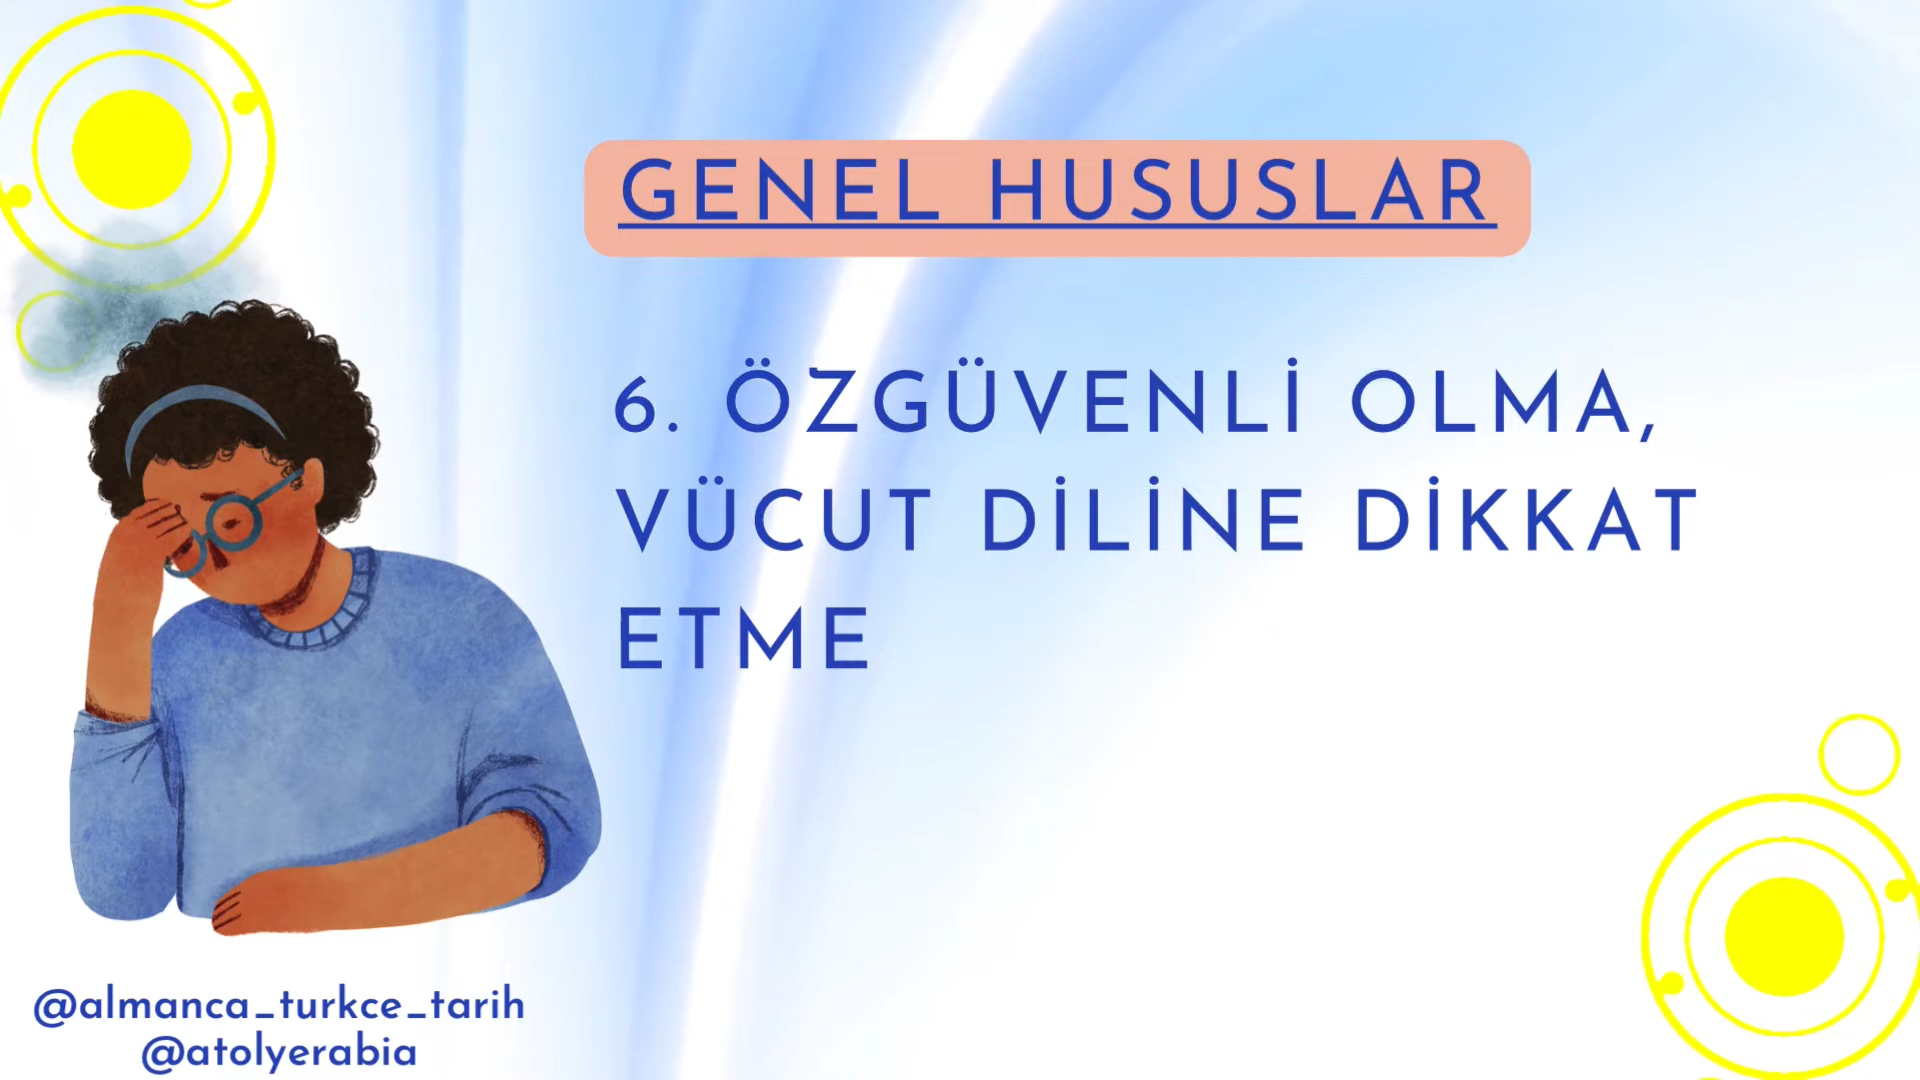 GENEL HUSUSLAR
6. ÖZGÜVENLİ OLMA,
VÜCUT DİLİNE DİKKAT
ETME
@almanca_turkce_tarih
@atolyerabia